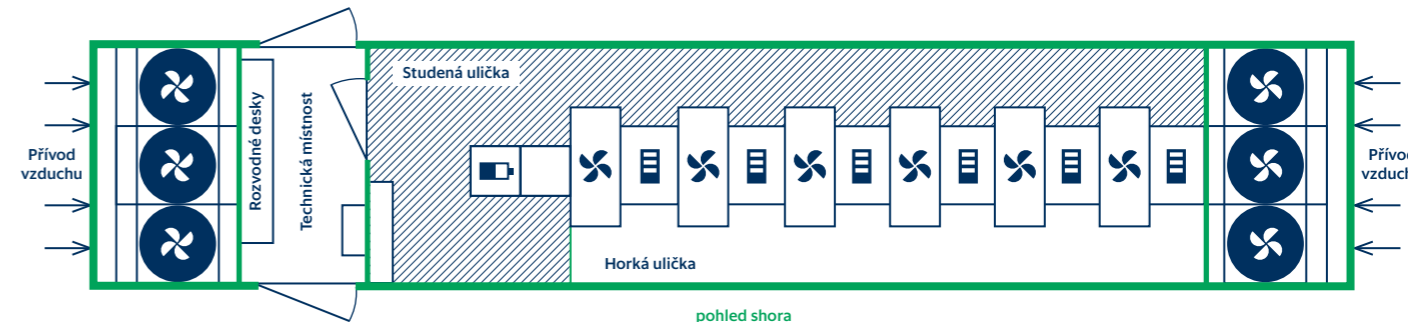 Přívod
vzduchu
Rozvodné desky
Technická místnost
Studená ulička
Horká ulička
Přívod
vzduchu
pohled shora